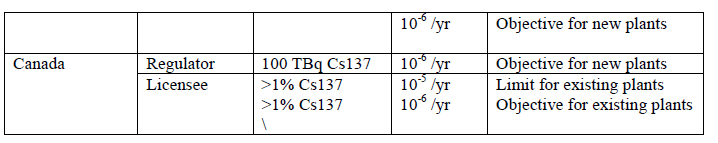 10⁻⁶ /yr Objective for new plants
Canada Regulator 100 TBq Cs137 10⁻⁶ /yr Objective for new plants
Licensee >1% Cs137 10⁻⁵ /yr Limit for existing plants
>1% Cs137 10⁻⁶ /yr Objective for existing plants
\